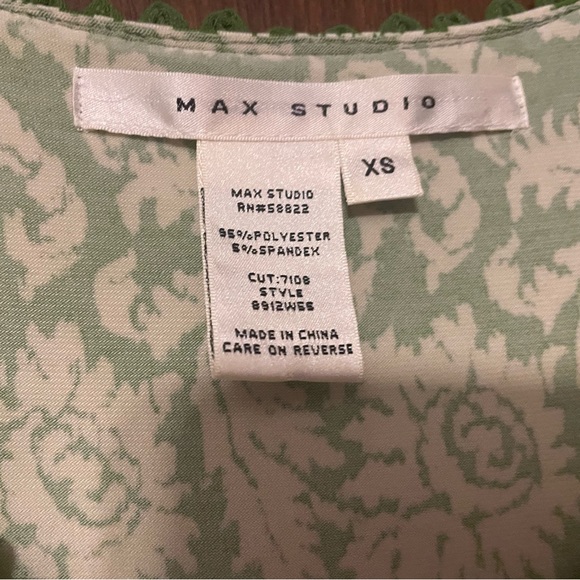 MAX STUDIO
XS
MAX STUDIO
RN#58822
95%POLYESTER
5%SPANDEX
CUT:7108
STYLE
8912W55
MADE IN CHINA
CARE ON REVERSE